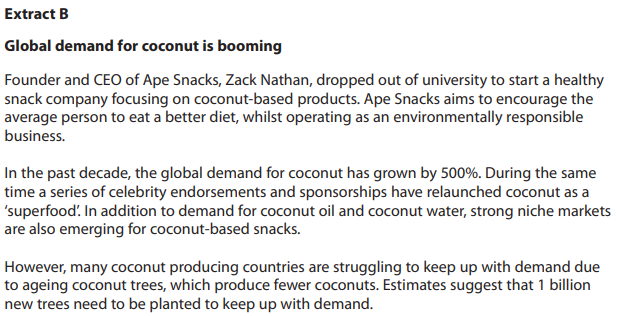 Extract B
Global demand for coconut is booming
Founder and CEO of Ape Snacks, Zack Nathan, dropped out of university to start a healthy
snack company focusing on coconut-based products. Ape Snacks aims to encourage the
average person to eat a better diet, whilst operating as an environmentally responsible
business.
In the past decade, the global demand for coconut has grown by 500%. During the same
time a series of celebrity endorsements and sponsorships have relaunched coconut as a
‘superfood’. In addition to demand for coconut oil and coconut water, strong niche markets
are also emerging for coconut-based snacks.
However, many coconut producing countries are struggling to keep up with demand due
to ageing coconut trees, which produce fewer coconuts. Estimates suggest that 1 billion
new trees need to be planted to keep up with demand.